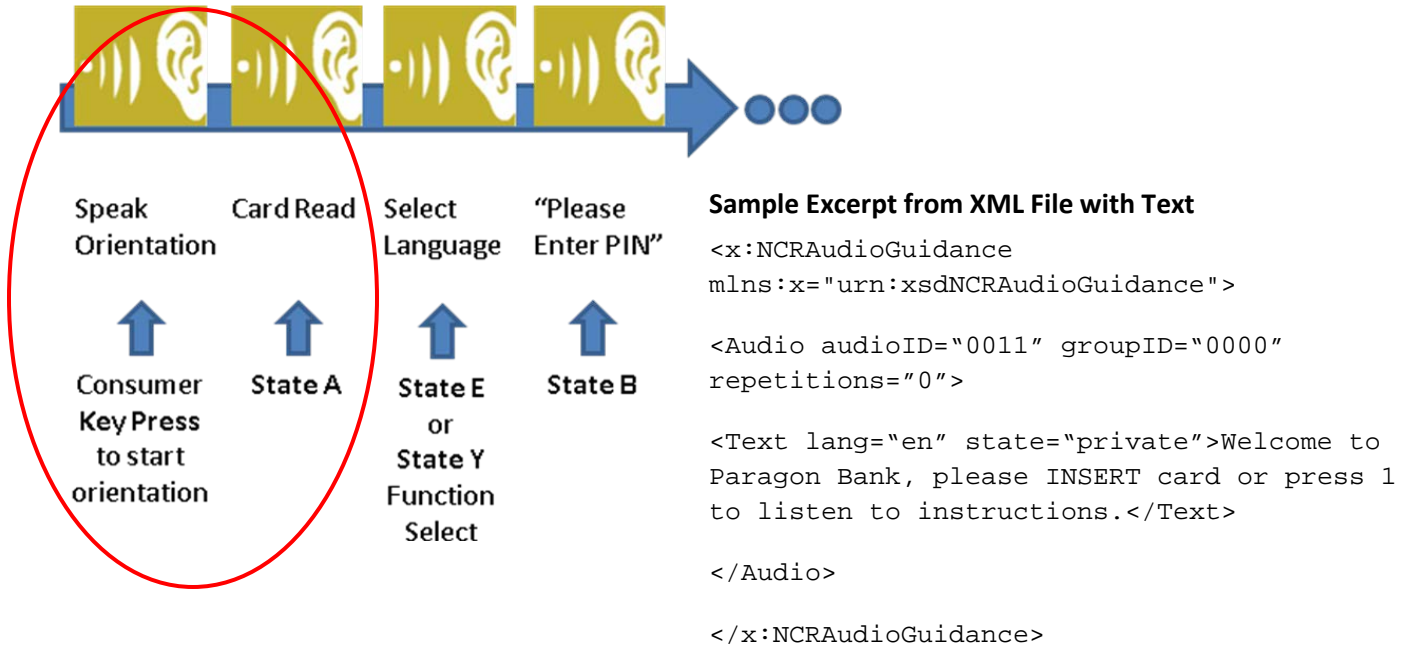 Speak
Orientation
Card Read
Select
Language
“Please
Enter PIN”
Consumer
Key Press
to start
orientation
State A
State E
or
State Y
Function
Select
State B
Sample Excerpt from XML File with Text
<x:NCRAudioGuidance
mlns:x="urn:xsdNCRAudioGuidance">
<Audio audioID=“0011” groupID=“0000”
repetitions=”0”>
<Text lang=“en” state=“private”>Welcome to
Paragon Bank, please INSERT card or press 1
to listen to instructions.</Text>
</Audio>
</x:NCRAudioGuidance>